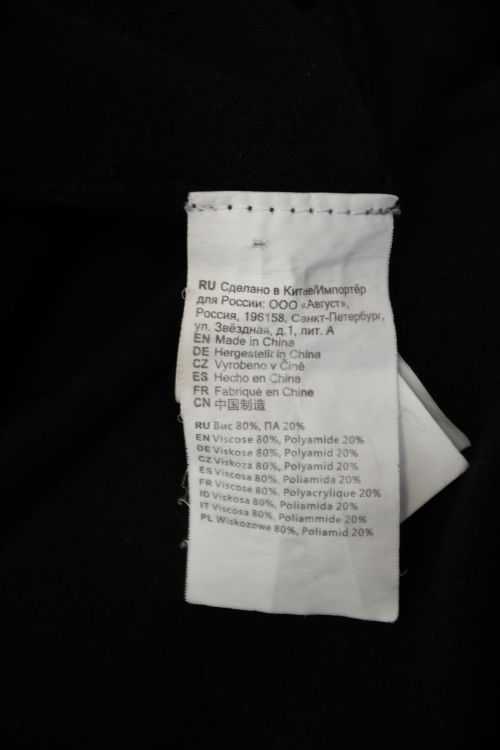 RU Сделано в Китае/Импортёр
для России: ООО «Август»,
Россия, 196158, Санкт-Петербург,
ул. Звёздная, д.1, лит. А
EN Made in China
DE Hergestellt in China
CZ Vyrobeno v Číně
ES Hecho en China
FR Fabriqué en Chine
CN 中国制造
RU Вис 80%, ПА 20%
EN Viscose 80%, Polyamide 20%
DE Viskose 80%, Polyamid 20%
CZ Viskoza 80%, Polyamid 20%
ES Viscosa 80%, Poliamida 20%
FR Viscose 80%, Polyacrylique 20%
ID Viskosa 80%, Poliamida 20%
IT Viscosa 80%, Poliammide 20%
PL Wiskozowe 80%, Poliamid 20%